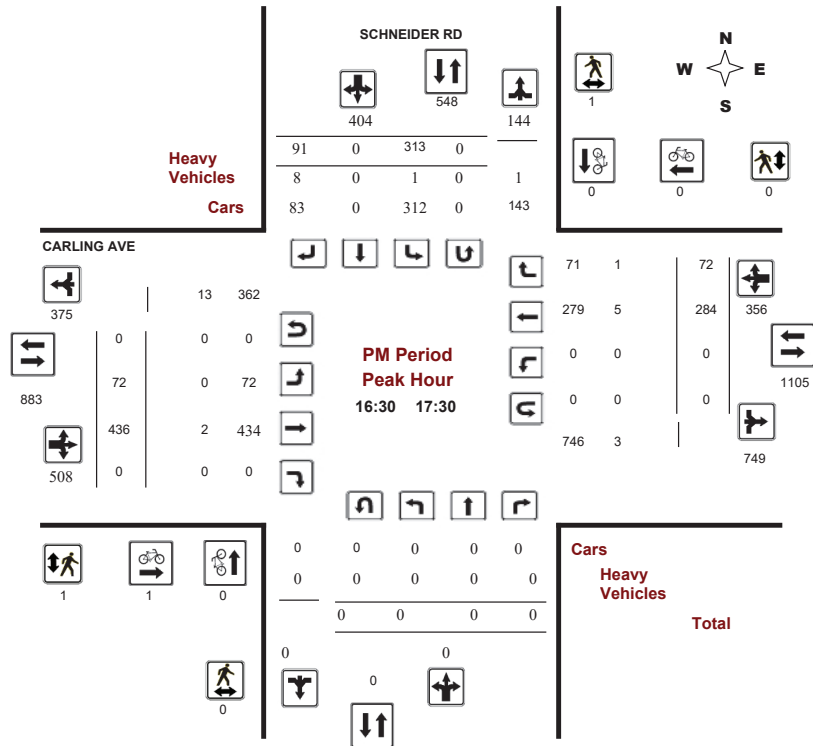 SCHNEIDER RD
N
W E
S
548
1
404 144
91 0 313 0
Heavy
Vehicles
8 0 1 0 1
0 0 0
Cars
83 0 312 0 143
CARLING AVE
71 1 72
13 362
375
279 5 284 356
0 0 0
PM Period
0 0 0
Peak Hour
72 0 72
1105
883
16:30 17:30
0 0 0
436 2 434
746 3
749
508
0 0 0
0 0 0 0 0
Cars
0 0 0 0 0
Heavy
Vehicles
1 1 0
0 0 0 0
Total
0 0
0
0